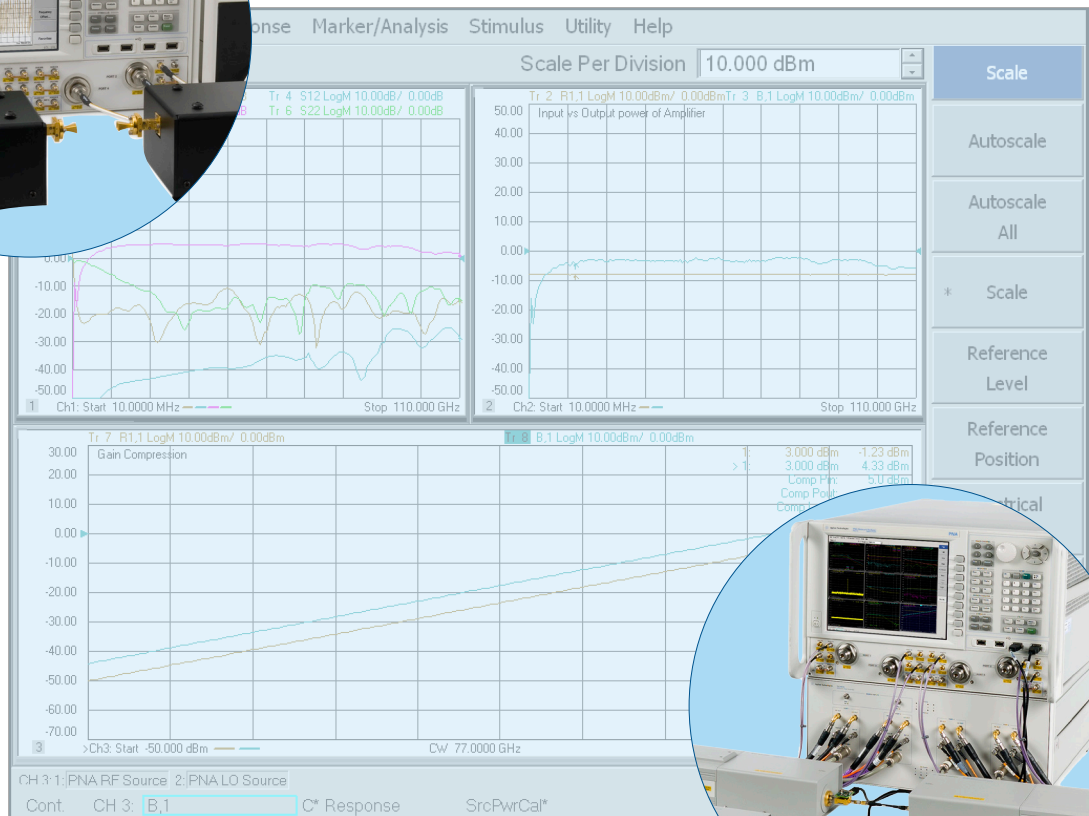 onse Marker/Analysis Stimulus Utility Help
Scale Per Division 10.000 dBm
Scale
Autoscale
Autoscale
All
* Scale
Reference
Level
Reference
Position
trical
Tr 4 S12 LogM 10.00dB/ 0.00dB
Tr 6 S22 LogM 10.00dB/ 0.00dB
0.00
-10.00
-20.00
-30.00
-40.00
-50.00
1 Ch1: Start 10.0000 MHz Stop 110.000 GHz
Tr 2 R1,1 LogM 10.00dBm/ 0.00dBm Tr 3 B,1 LogM 10.00dBm/ 0.00dBm
50.00 Input vs Output power of Amplifier
40.00
30.00
20.00
10.00
0.00
-10.00
-20.00
-30.00
-40.00
-50.00
2 Ch2: Start 10.0000 MHz Stop 110.000 GHz
Tr 7 R1,1 LogM 10.00dBm/ 0.00dBm Tr 8 B,1 LogM 10.00dBm/ 0.00dBm
30.00 Gain Compression 1: 3.000 dBm -1.23 dBm
> 1: 3.000 dBm 4.33 dBm
20.00 Comp Pin: 5.0 dBm
Comp Pout:
10.00 Comp
0.00
-10.00
-20.00
-30.00
-40.00
-50.00
-60.00
-70.00
3 >Ch3: Start -50.000 dBm CW 77.0000 GHz
CH 3: 1: PNA RF Source 2: PNA LO Source
Cont. CH 3: B,1 C* Response SrcPwrCal*